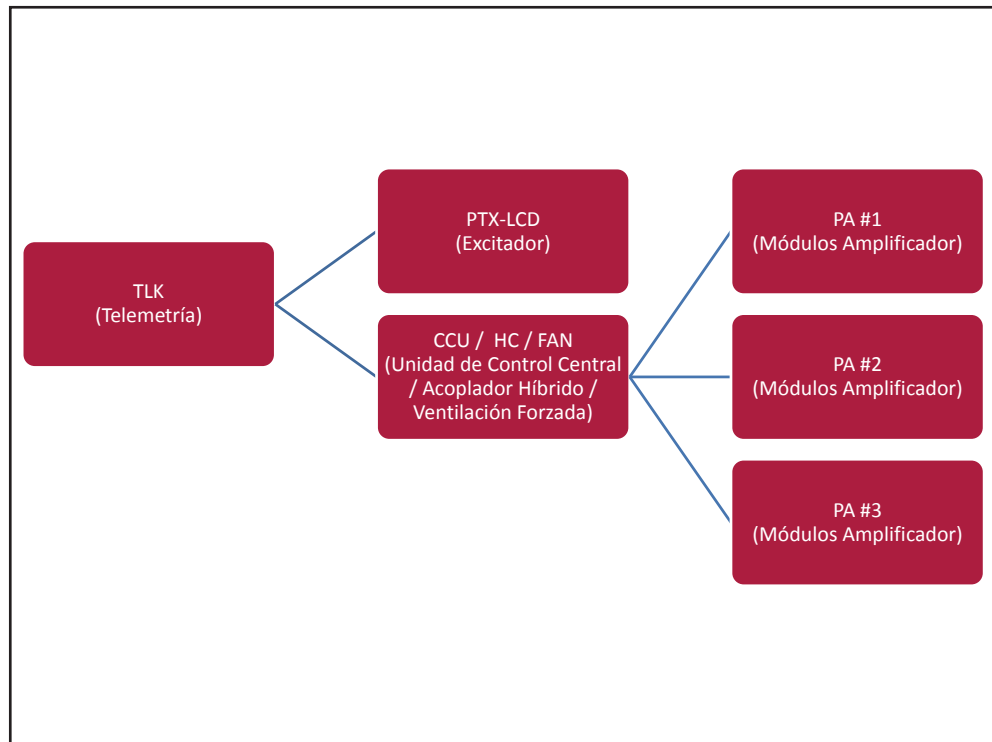 TLK
(Telemetría)
PTX-LCD
(Excitador)
CCU / HC / FAN
(Unidad de Control Central
/ Acoplador Híbrido /
Ventilación Forzada)
PA #1
(Módulos Amplificador)
PA #2
(Módulos Amplificador)
PA #3
(Módulos Amplificador)